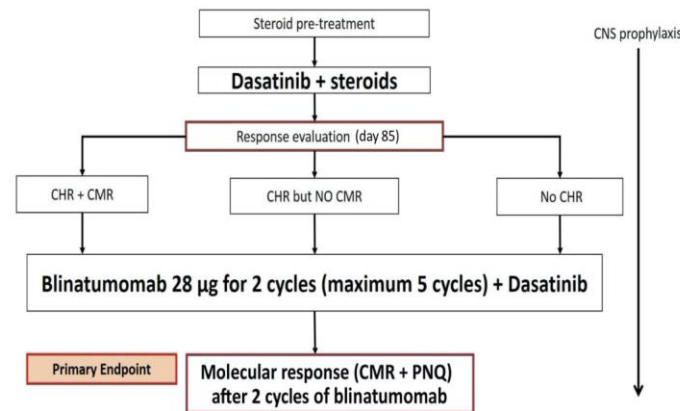 Steroid pre-treatment
CNS prophylaxis
Dasatinib + steroids
Response evaluation (day 85)
CHR + CMR
CHR but NO CMR
No CHR
Blinatumomab 28 µg for 2 cycles (maximum 5 cycles) + Dasatinib
Primary Endpoint
Molecular response (CMR + PNQ)
after 2 cycles of blinatumomab